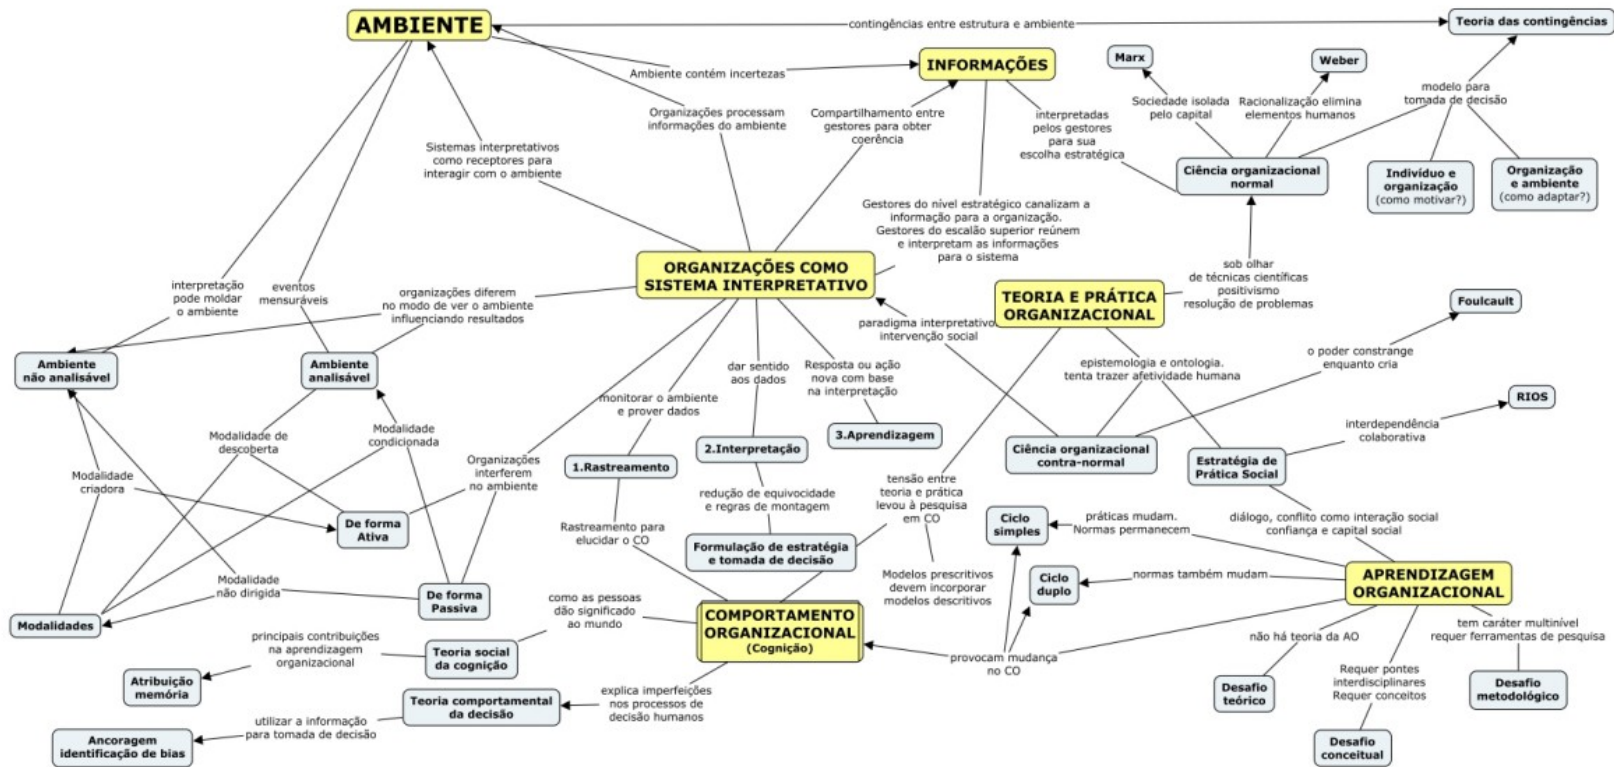 AMBIENTE
contingências entre estrutura e ambiente
Teoria das contingências
Ambiente contém incertezas
INFORMAÇÕES
Marx
Weber
Organizações processam
informações do ambiente
Compartilhamento entre
gestores para obter
coerência
interpretadas
pelos gestores
para sua
escolha estratégica
Sociedade isolada
pelo capital
Racionalização elimina
elementos humanos
modelo para
tomada de decisão
Sistemas interpretativos
como receptores para
interagir com o ambiente
Ciência organizacional
normal
Indivíduo e
organização
(como motivar?)
Organização
e ambiente
(como adaptar?)
Gestores do nível estratégico canalizam a
informação para a organização.
Gestores do escalão superior reúnem
e interpretam as informações
para o sistema
ORGANIZAÇÕES COMO
SISTEMA INTERPRETATIVO
interpretação
pode moldar
o ambiente
eventos
mensuráveis
organizações diferem
no modo de ver o ambiente
influenciando resultados
TEORIA E PRÁTICA
ORGANIZACIONAL
sob olhar
de técnicas científicas
positivismo
resolução de problemas
Foulcault
paradigma interpretativo
intervenção social
Ambiente
não analisável
Ambiente
analisável
dar sentido
aos dados
Resposta ou ação
nova com base
na interpretação
epistemologia e ontologia.
tenta trazer afetividade humana
o poder constrange
enquanto cria
monitorar o ambiente
e prover dados
RIOS
interdependência
colaborativa
Modalidade de
descoberta
Modalidade
condicionada
1.Rastreamento
2.Interpretação
3.Aprendizagem
Ciência organizacional
contra-normal
Estratégia de
Prática Social
Modalidade
criadora
Organizações
interferem
no ambiente
redução de equivocidade
e regras de montagem
tensão entre
teoria e prática
levou à pesquisa
em CO
De forma
Ativa
Rastreamento para
elucidar o CO
Formulação de estratégia
e tomada de decisão
Ciclo
simples
práticas mudam.
Normas permanecem
diálogo, conflito como interação social
confiança e capital social
Modalidade
não dirigida
De forma
Passiva
Modelos prescritivos
devem incorporar
modelos descritivos
Ciclo
duplo
normas também mudam
APRENDIZAGEM
ORGANIZACIONAL
Modalidades
como as pessoas
dão significado
ao mundo
COMPORTAMENTO
ORGANIZACIONAL
(Cognição)
principais contribuições
na aprendizagem
organizacional
Teoria social
da cognição
provocam mudança
no CO
não há teoria da AO
tem caráter multinível
requer ferramentas de pesquisa
Atribuição
memória
Teoria comportamental
da decisão
explica imperfeições
nos processos de
decisão humanos
Desafio
teórico
Requer pontes
interdisciplinares
Requer conceitos
Desafio
metodológico
utilizar a informação
para tomada de decisão
Ancoragem
identificação de bias
Desafio
conceitual